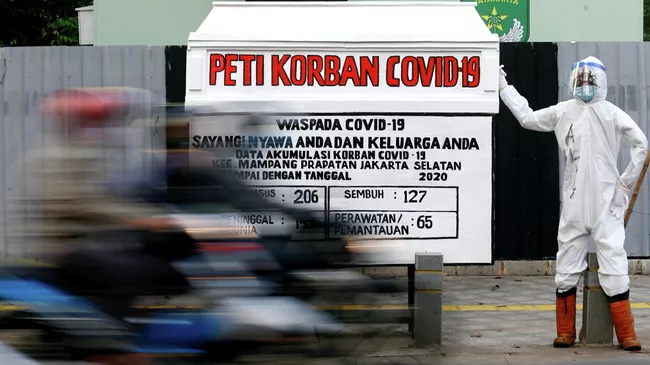 PETI KORBAN COVID-19
WASPADA COVID-19
SAYANGI NYAWA ANDA DAN KELUARGA ANDA
DATA AKUMULASI KORBAN COVID-19
KEC. MAMPANG PRAPATAN JAKARTA SELATAN
MPAI DENGAN TANGGAL 2020
: 206 SEMBUH : 127
PERAWATAN/ PEMANTAUAN : 65